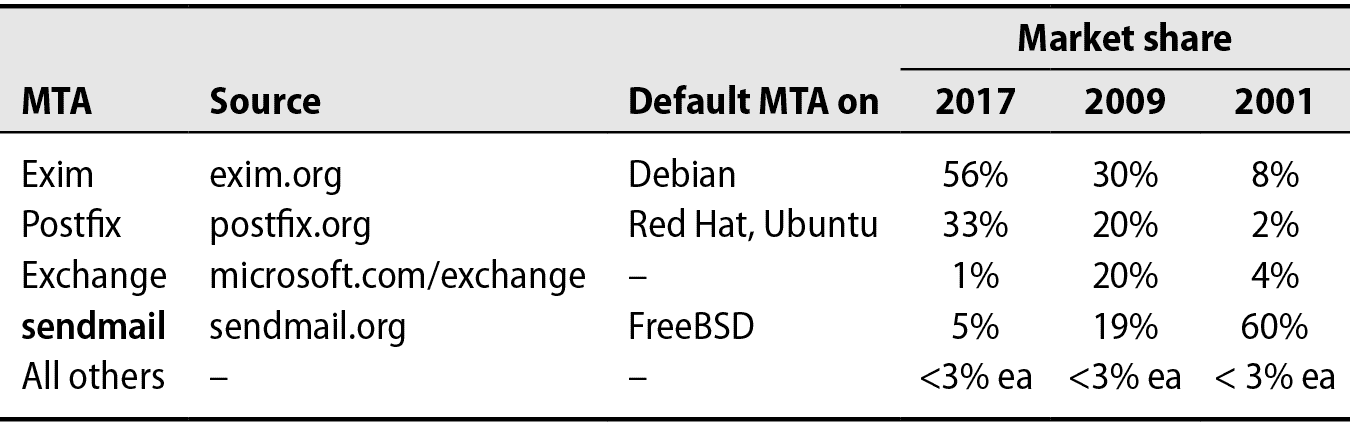 Market share
MTA Source Default MTA on 2017 2009 2001
Exim exim.org Debian 56% 30% 8%
Postfix postfix.org Red Hat, Ubuntu 33% 20% 2%
Exchange microsoft.com/exchange – 1% 20% 4%
sendmail sendmail.org FreeBSD 5% 19% 60%
All others – – <3% ea <3% ea < 3% ea